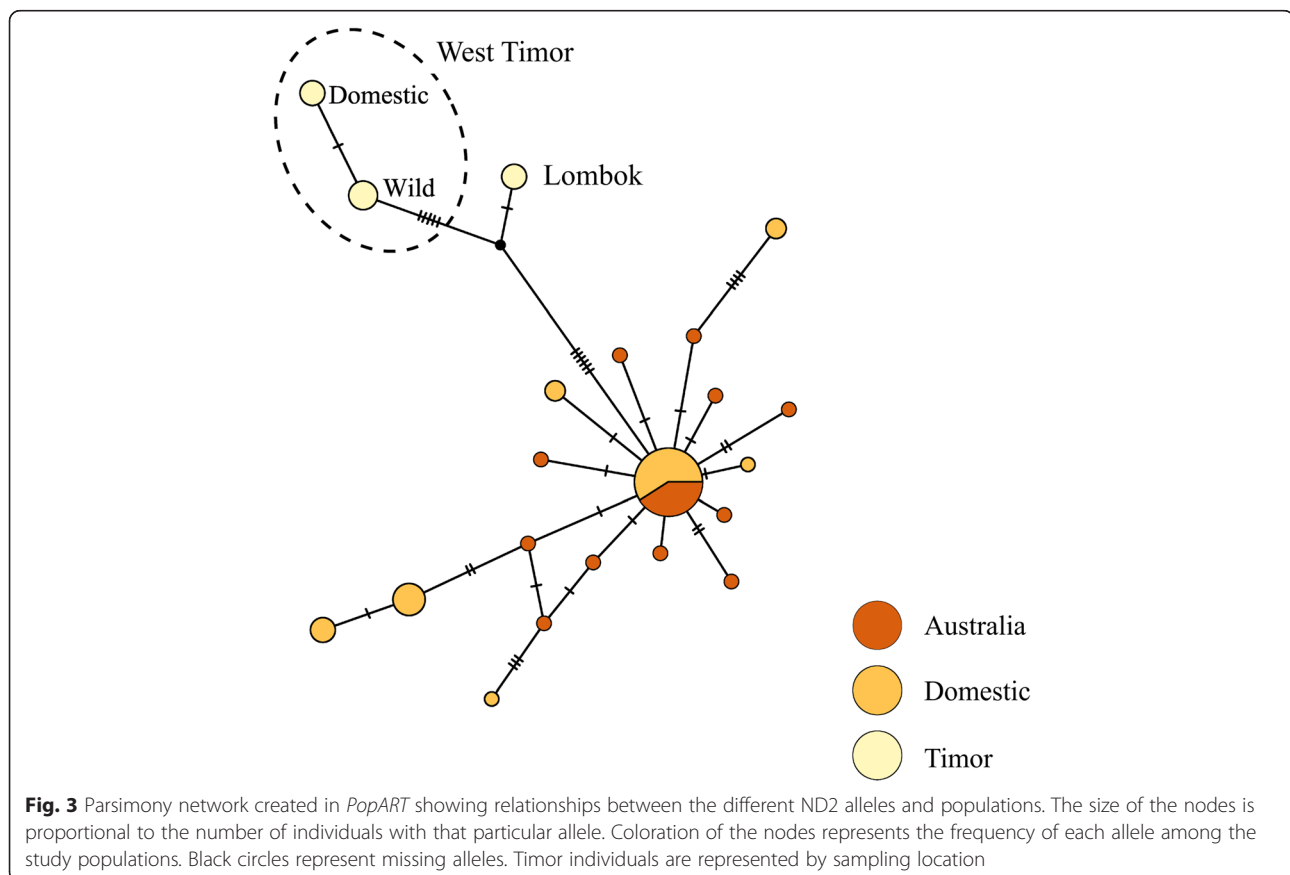 West Timor
Domestic
Wild
Lombok
Australia
Domestic
Timor
Fig. 3 Parsimony network created in PopART showing relationships between the different ND2 alleles and populations. The size of the nodes is
proportional to the number of individuals with that particular allele. Coloration of the nodes represents the frequency of each allele among the
study populations. Black circles represent missing alleles. Timor individuals are represented by sampling location